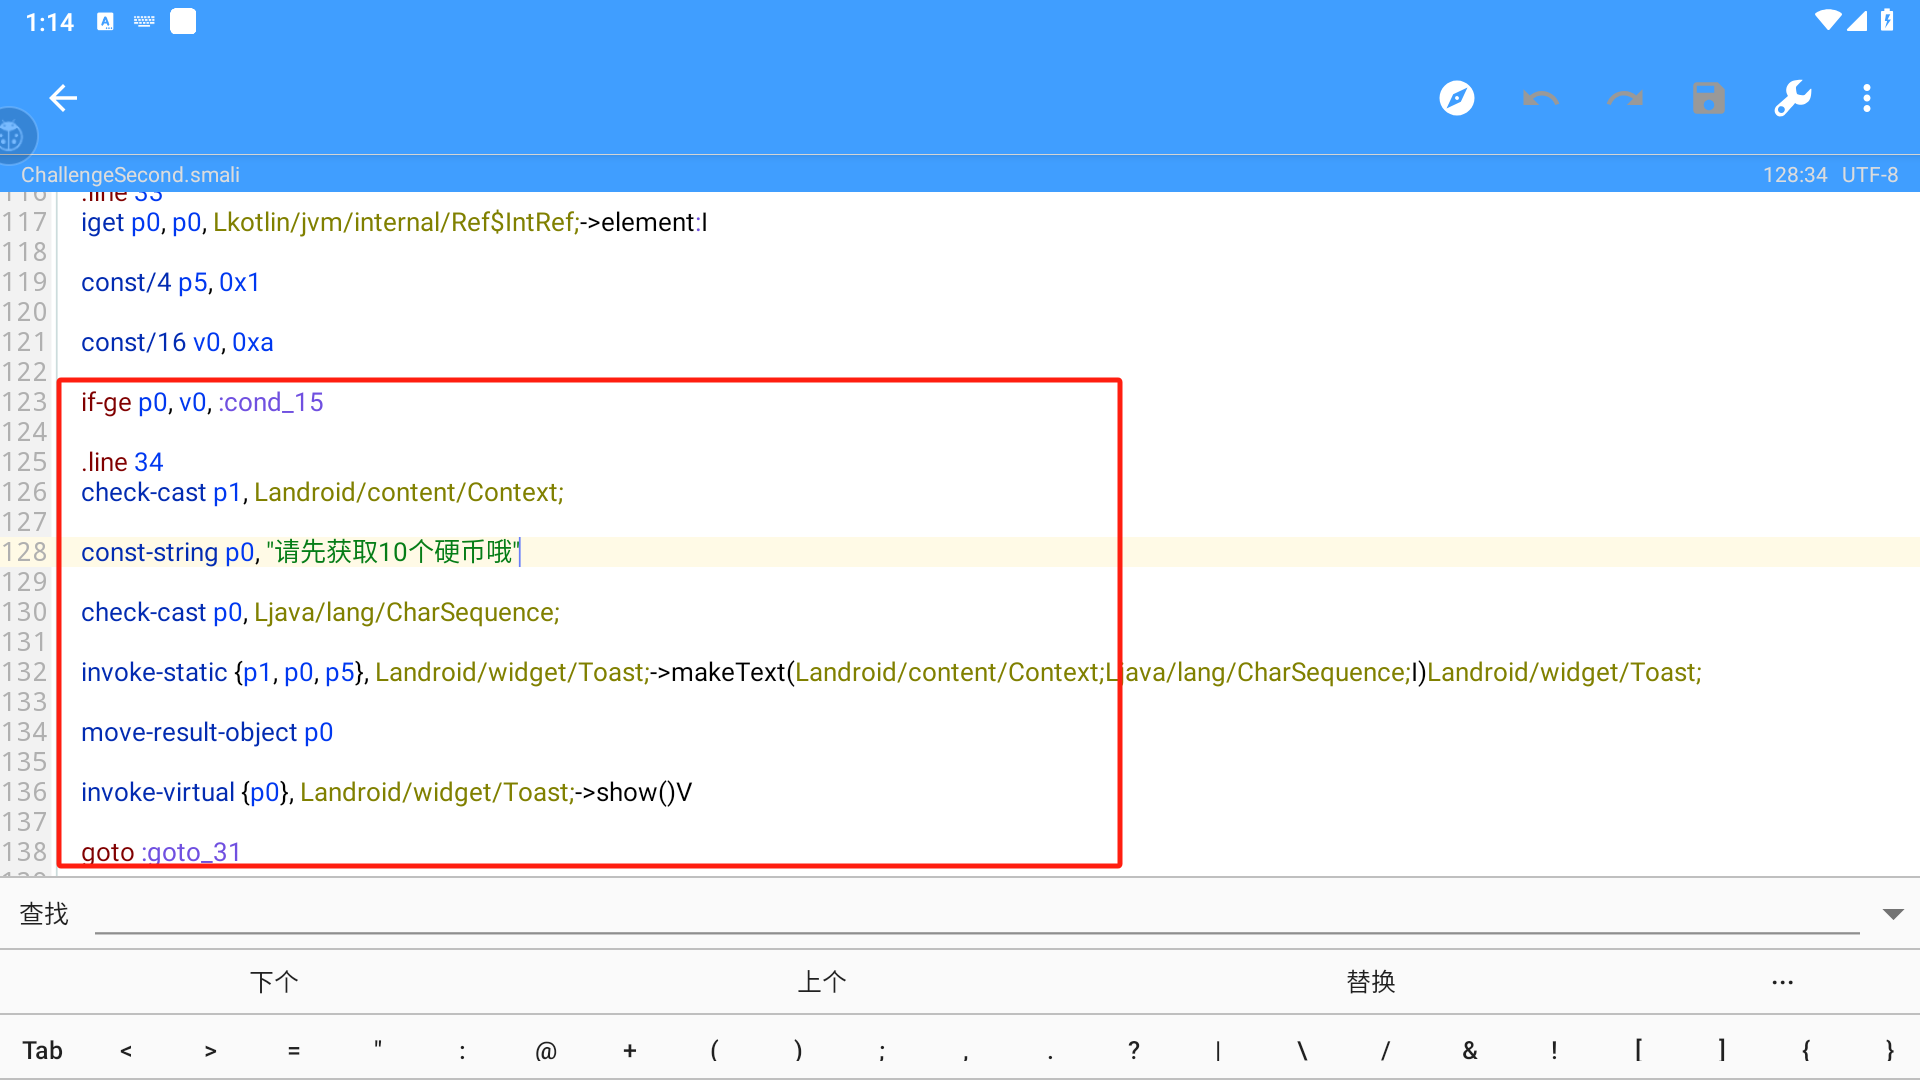 1:14
ChallengeSecond.smali
128:34 UTF-8
116 .line 33
117 iget p0, p0, Lkotlin/jvm/internal/Ref$IntRef;->element:I
118
119 const/4 p5, 0x1
120
121 const/16 v0, 0xa
122
123 if-ge p0, v0, :cond_15
124
125 .line 34
126 check-cast p1, Landroid/content/Context;
127
128 const-string p0, "请先获取10个硬币哦"
129
130 check-cast p0, Ljava/lang/CharSequence;
131
132 invoke-static {p1, p0, p5}, Landroid/widget/Toast;->makeText(Landroid/content/Context;Ljava/lang/CharSequence;I)Landroid/widget/Toast;
133
134 move-result-object p0
135
136 invoke-virtual {p0}, Landroid/widget/Toast;->show()V
137
138 goto :goto_31
139
查找
下个 上个 替换 ...
Tab < > = " : @ + ( ) ; , . ? | \ / & ! [ ] { }